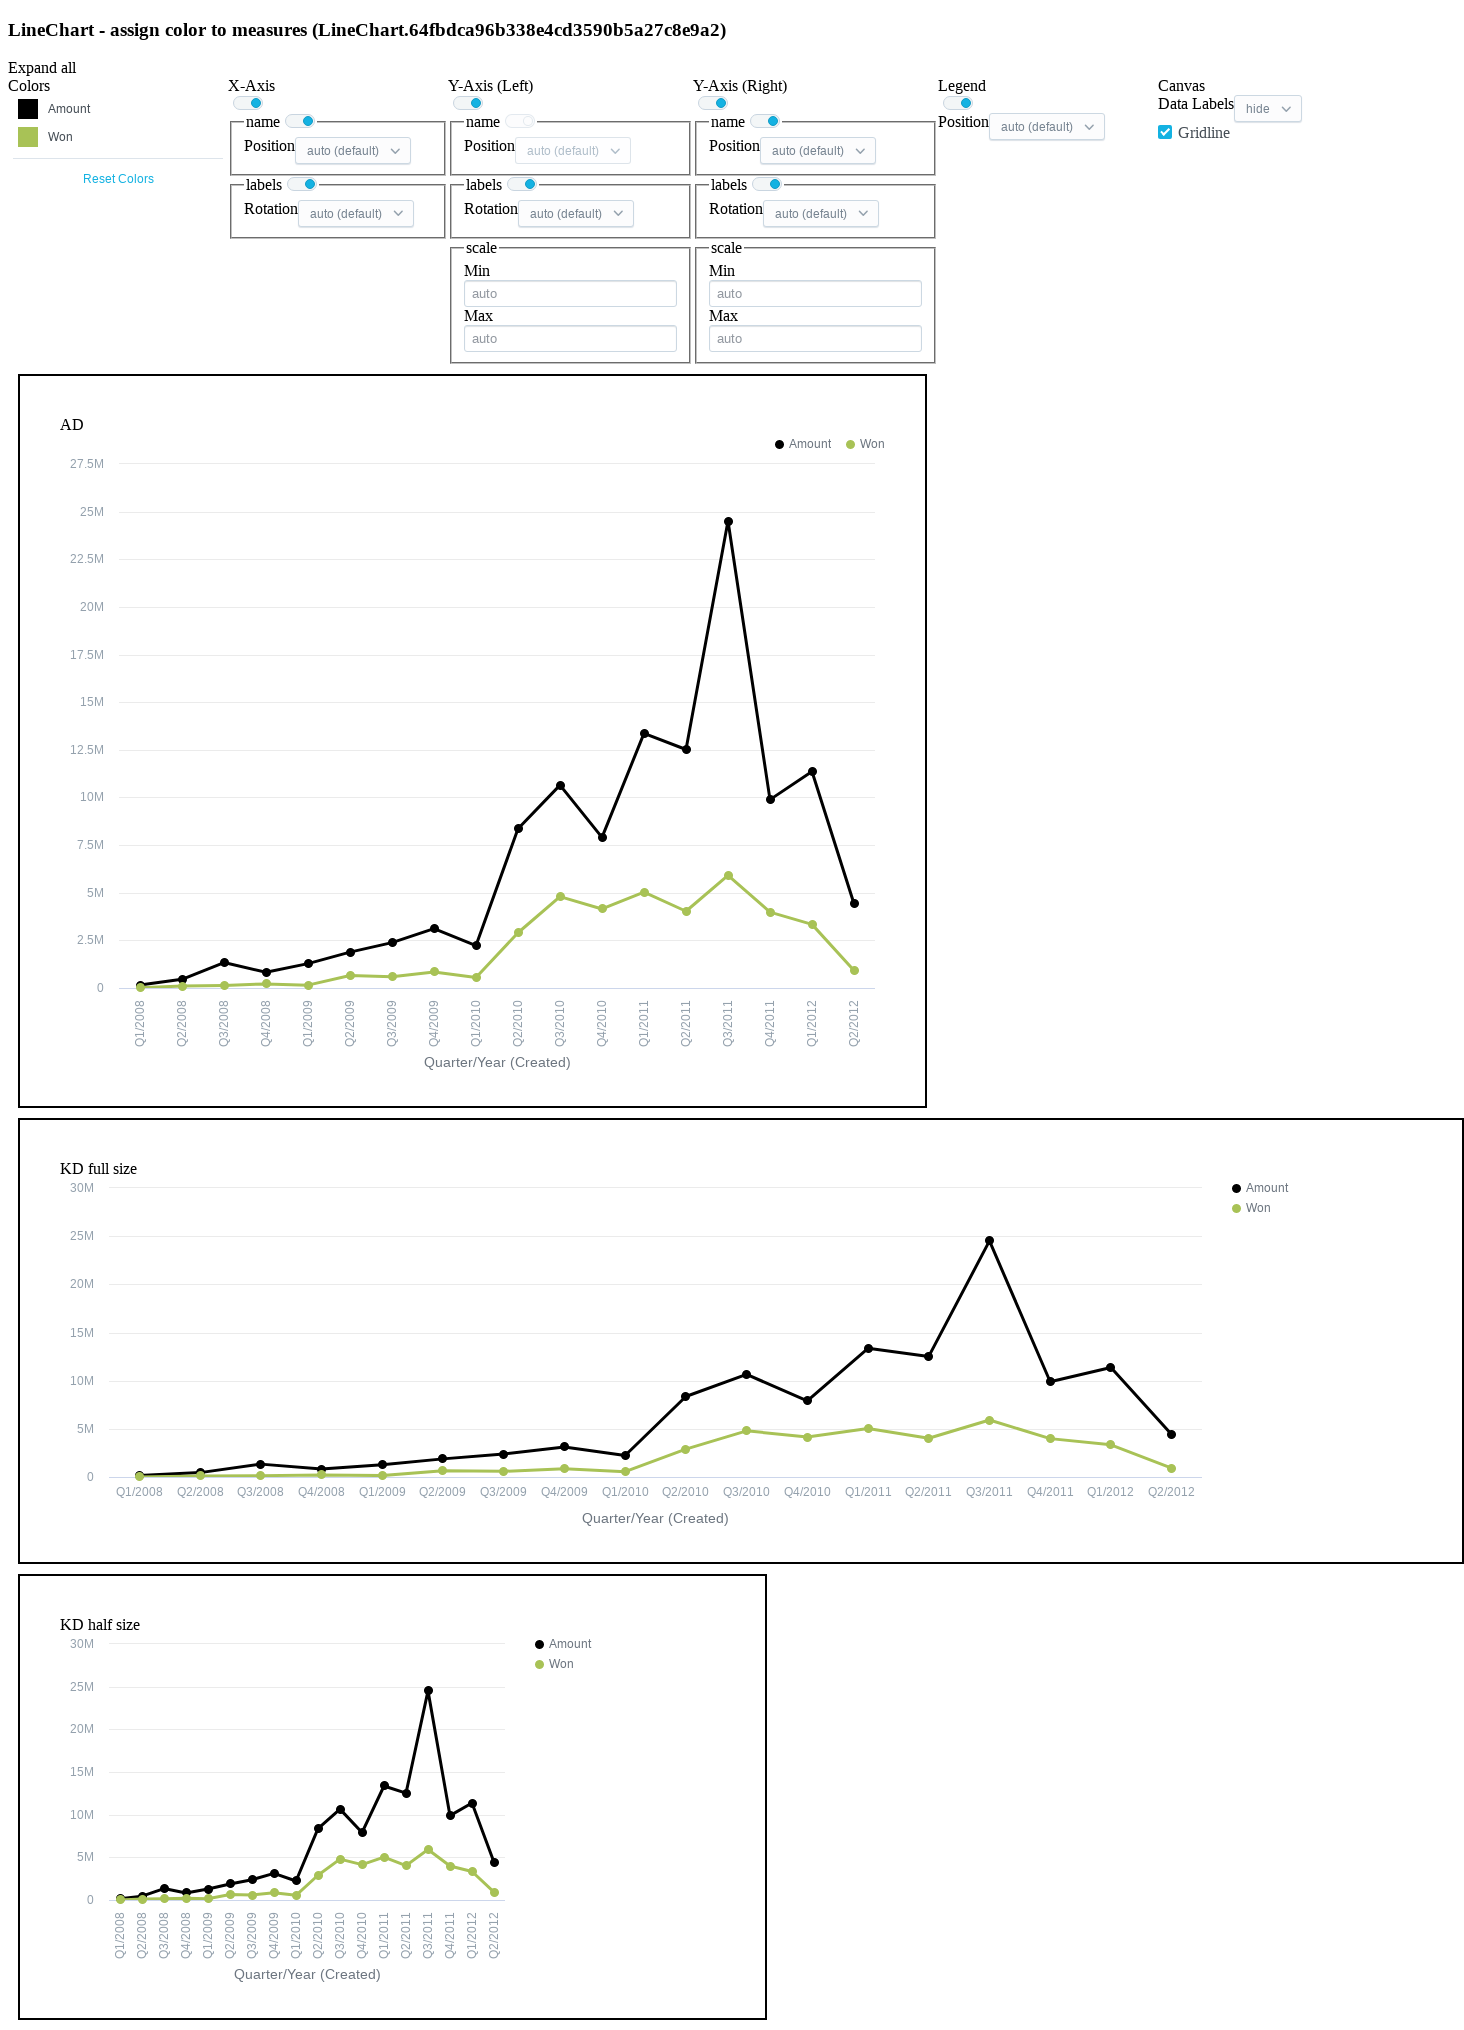 LineChart - assign color to measures (LineChart.64fbdca96b338e4cd3590b5a27c8e9a2)
Expand all
Colors
Amount
Won
Reset Colors
X-Axis
name
Position auto (default)
labels
Rotation auto (default)
Y-Axis (Left)
name
Position auto (default)
labels
Rotation auto (default)
scale
Min
auto
Max
auto
Y-Axis (Right)
name
Position auto (default)
labels
Rotation auto (default)
scale
Min
auto
Max
auto
Legend
Position auto (default)
Canvas
Data Labels hide
Gridline
AD
Amount Won
27.5M
25M
22.5M
20M
17.5M
15M
12.5M
10M
7.5M
5M
2.5M
0
Q1/2008 Q2/2008 Q3/2008 Q4/2008 Q1/2009 Q2/2009 Q3/2009 Q4/2009 Q1/2010 Q2/2010 Q3/2010 Q4/2010 Q1/2011 Q2/2011 Q3/2011 Q4/2011 Q1/2012 Q2/2012
Quarter/Year (Created)
KD full size
Amount
Won
30M
25M
20M
15M
10M
5M
0
Q1/2008 Q2/2008 Q3/2008 Q4/2008 Q1/2009 Q2/2009 Q3/2009 Q4/2009 Q1/2010 Q2/2010 Q3/2010 Q4/2010 Q1/2011 Q2/2011 Q3/2011 Q4/2011 Q1/2012 Q2/2012
Quarter/Year (Created)
KD half size
Amount
Won
30M
25M
20M
15M
10M
5M
0
Q1/2008 Q2/2008 Q3/2008 Q4/2008 Q1/2009 Q2/2009 Q3/2009 Q4/2009 Q1/2010 Q2/2010 Q3/2010 Q4/2010 Q1/2011 Q2/2011 Q3/2011 Q4/2011 Q1/2012 Q2/2012
Quarter/Year (Created)